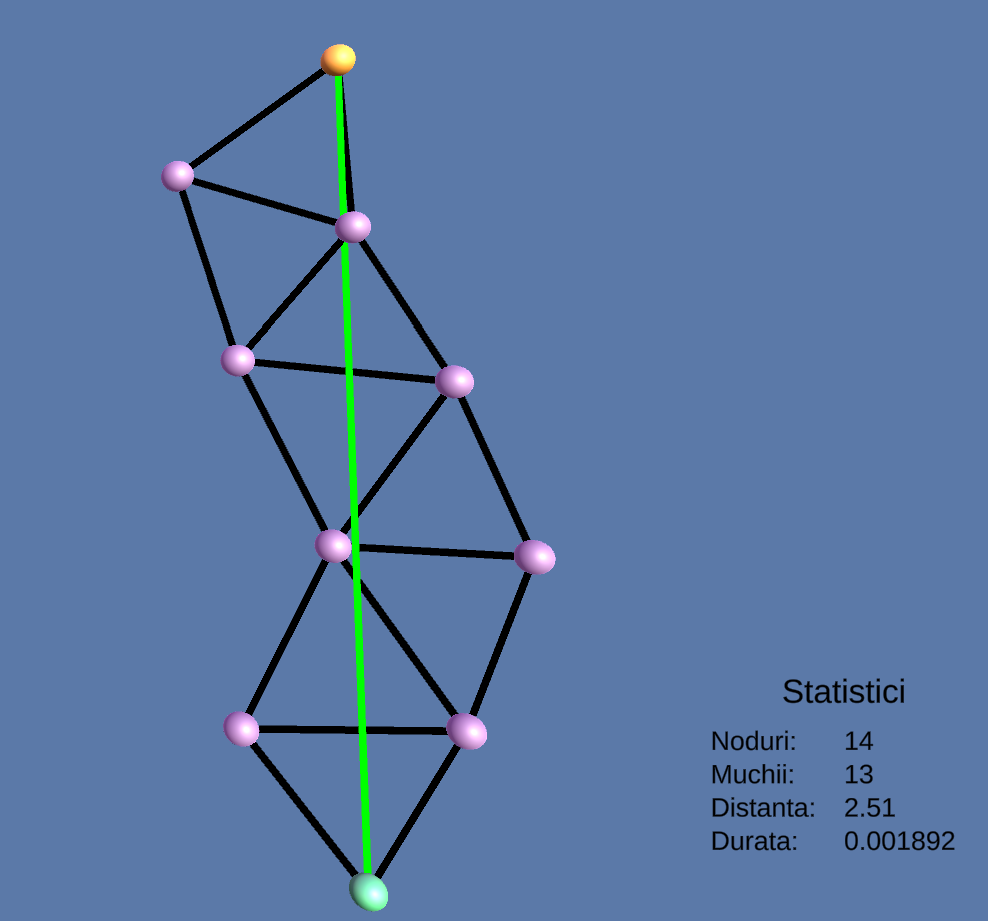 Statistici
Noduri: 14
Muchii: 13
Distanta: 2.51
Durata: 0.001892